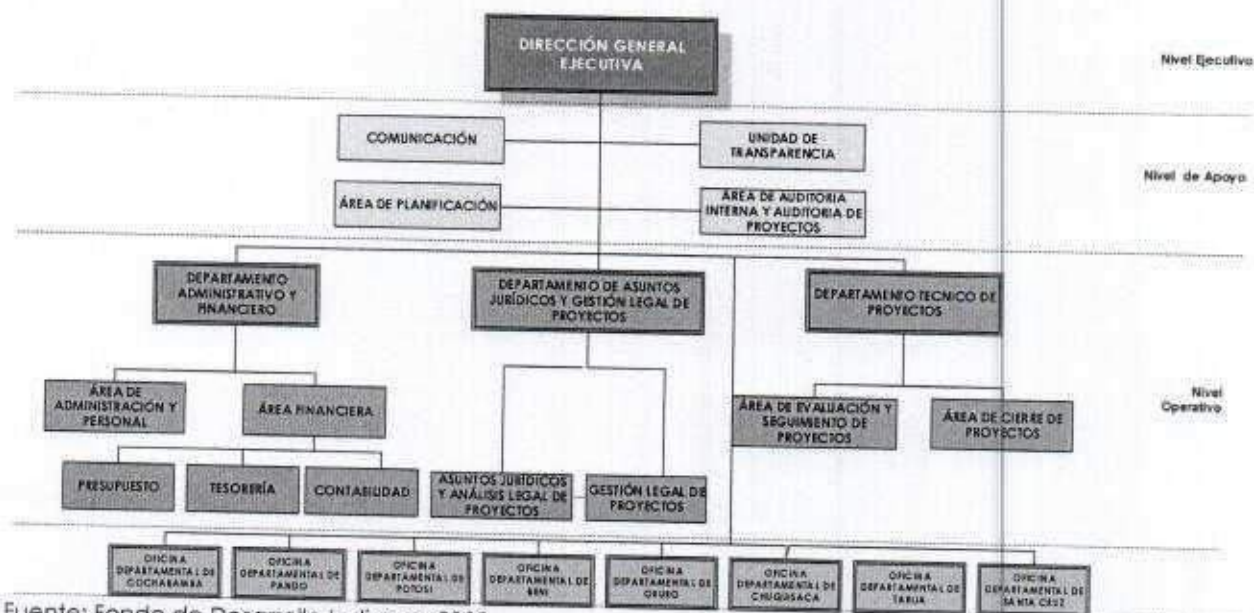 DIRECCIÓN GENERAL
EJECUTIVA
Nivel Ejecutivo
COMUNICACIÓN
UNIDAD DE
TRANSPARENCIA
Nivel de Apoyo
ÁREA DE PLANIFICACIÓN
ÁREA DE AUDITORIA
INTERNA Y AUDITORIA DE
PROYECTOS
DEPARTAMENTO
ADMINISTRATIVO Y
FINANCIERO
DEPARTAMENTO DE ASUNTOS
JURÍDICOS Y GESTIÓN LEGAL DE
PROYECTOS
DEPARTAMENTO TECNICO DE
PROYECTOS
Nivel
Operativo
ÁREA DE
ADMINISTRACIÓN Y
PERSONAL
ÁREA FINANCIERA
ÁREA DE EVALUACIÓN Y
SEGUIMIENTO DE
PROYECTOS
ÁREA DE CIERRE DE
PROYECTOS
PRESUPUESTO
TESORERÍA
CONTABILIDAD
ASUNTOS JURÍDICOS
Y ANÁLISIS LEGAL DE
PROYECTOS
GESTIÓN LEGAL DE
PROYECTOS
OFICINA
DEPARTAMENTAL DE
COCHABAMBA
OFICINA
DEPARTAMENTAL DE
PANDO
OFICINA
DEPARTAMENTAL DE
POTOSI
OFICINA
DEPARTAMENTAL DE
BENI
OFICINA
DEPARTAMENTAL DE
ORURO
OFICINA
DEPARTAMENTAL DE
CHUQUISACA
OFICINA
DEPARTAMENTAL DE
TARIJA
OFICINA
DEPARTAMENTAL DE
SANTA CRUZ
Fuente: Fondo de Desarrollo